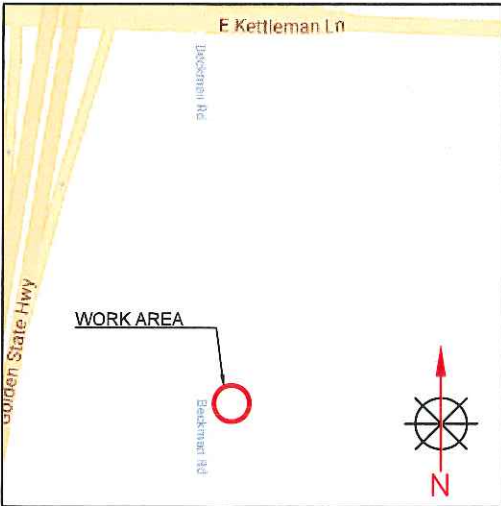 E Kettleman Ln
Beckman Rd
Golden State Hwy
WORK AREA
Beckman Rd
N